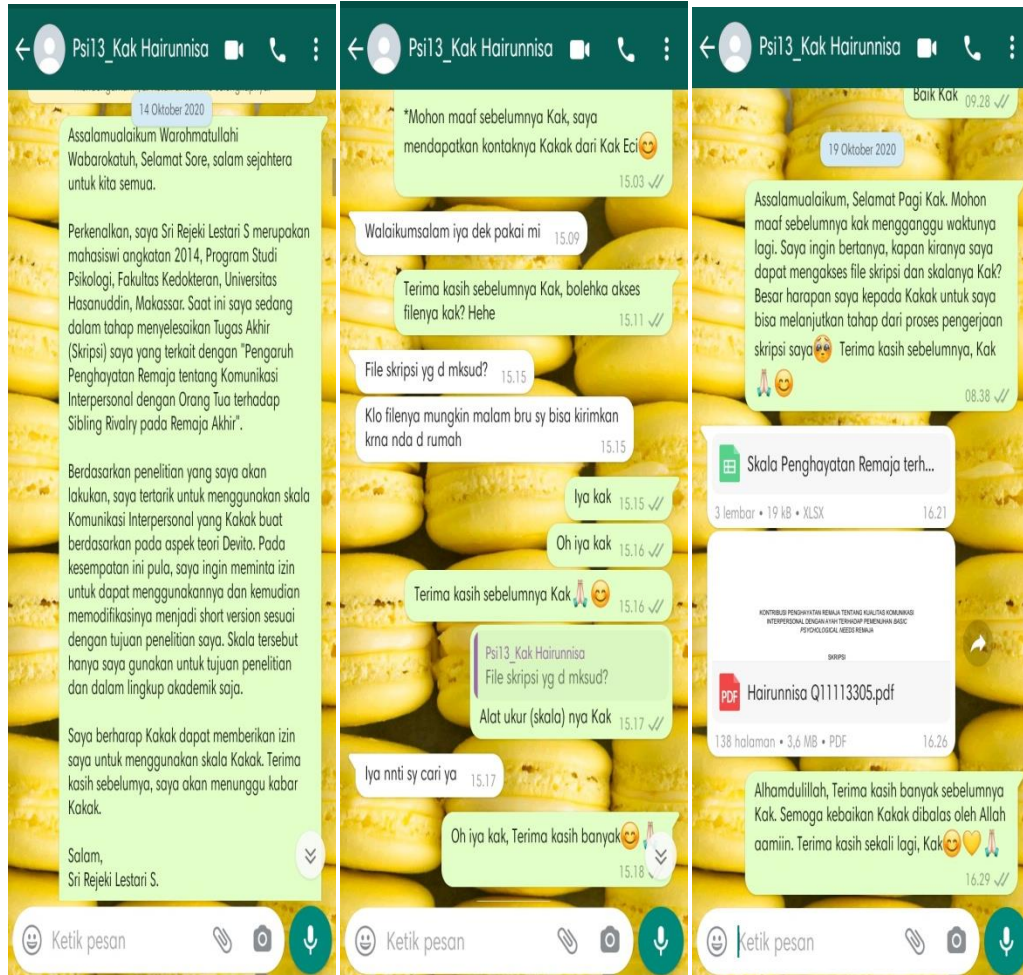 Psi13_Kak Hairunnisa
14 Oktober 2020
Assalamualaikum Warohmatullahi
Wabarokatuh, Selamat Sore, salam sejahtera
untuk kita semua.
Perkenalkan, saya Sri Rejeki Lestari S merupakan
mahasiswi angkatan 2014, Program Studi
Psikologi, Fakultas Kedokteran, Universitas
Hasanuddin, Makassar. Saat ini saya sedang
dalam tahap menyelesaikan Tugas Akhir
(Skripsi) saya yang terkait dengan "Pengaruh
Penghayatan Remaja tentang Komunikasi
Interpersonal dengan Orang Tua terhadap
Sibling Rivalry pada Remaja Akhir".
Berdasarkan penelitian yang saya akan
lakukan, saya tertarik untuk menggunakan skala
Komunikasi Interpersonal yang Kakak buat
berdasarkan pada aspek teori Devito. Pada
kesempatan ini pula, saya ingin meminta izin
untuk dapat menggunakannya dan kemudian
memodifikasinya menjadi short version sesuai
dengan tujuan penelitian saya. Skala tersebut
hanya saya gunakan untuk tujuan penelitian
dan dalam lingkup akademik saja.
Saya berharap Kakak dapat memberikan izin
saya untuk menggunakan skala Kakak. Terima
kasih sebelumya, saya akan menunggu kabar
Kakak.
Salam,
Sri Rejeki Lestari S.
Ketik pesan
Psi13_Kak Hairunnisa
*Mohon maaf sebelumnya Kak, saya
mendapatkan kontaknya Kakak dari Kak Eci😊
15.03
Walaikumsalam iya dek pakai mi 15.09
Terima kasih sebelumnya Kak, bolehka akses
filenya kak? Hehe 15.11
File skripsi yg d mksud? 15.15
Klo filenya mungkin malam bru sy bisa kirimkan
krna nda d rumah 15.15
Iya kak 15.15
Oh iya kak 15.16
Terima kasih sebelumnya Kak🙏😊 15.16
Psi13_Kak Hairunnisa
File skripsi yg d mksud?
Alat ukur (skala) nya Kak 15.17
Iya nnti sy cari ya 15.17
Oh iya kak, Terima kasih banyak😊🙏
15.18
Ketik pesan
Psi13_Kak Hairunnisa
Baik Kak 09.28
19 Oktober 2020
Assalamualaikum, Selamat Pagi Kak. Mohon
maaf sebelumnya kak mengganggu waktunya
lagi. Saya ingin bertanya, kapan kiranya saya
dapat mengakses file skripsi dan skalanya Kak?
Besar harapan saya kepada Kakak untuk saya
bisa melanjutkan tahap dari proses pengerjaan
skripsi saya🥺 Terima kasih sebelumnya, Kak
🙏😊 08.38
Skala Penghayatan Remaja terh...
3 lembar • 19 kB • XLSX 16.21
KONTRIBUSI PENGHAYATAN REMAJA TENTANG KUALITAS KOMUNIKASI
INTERPERSONAL DENGAN AYAH TERHADAP PEMENUHAN BASIC
PSYCHOLOGICAL NEEDS REMAJA
SKRIPSI
PDF Hairunnisa Q11113305.pdf
138 halaman • 3,6 MB • PDF 16.26
Alhamdulillah, Terima kasih banyak sebelumnya
Kak. Semoga kebaikan Kakak dibalas oleh Allah
aamiin. Terima kasih sekali lagi, Kak😊💛🙏
16.29
Ketik pesan